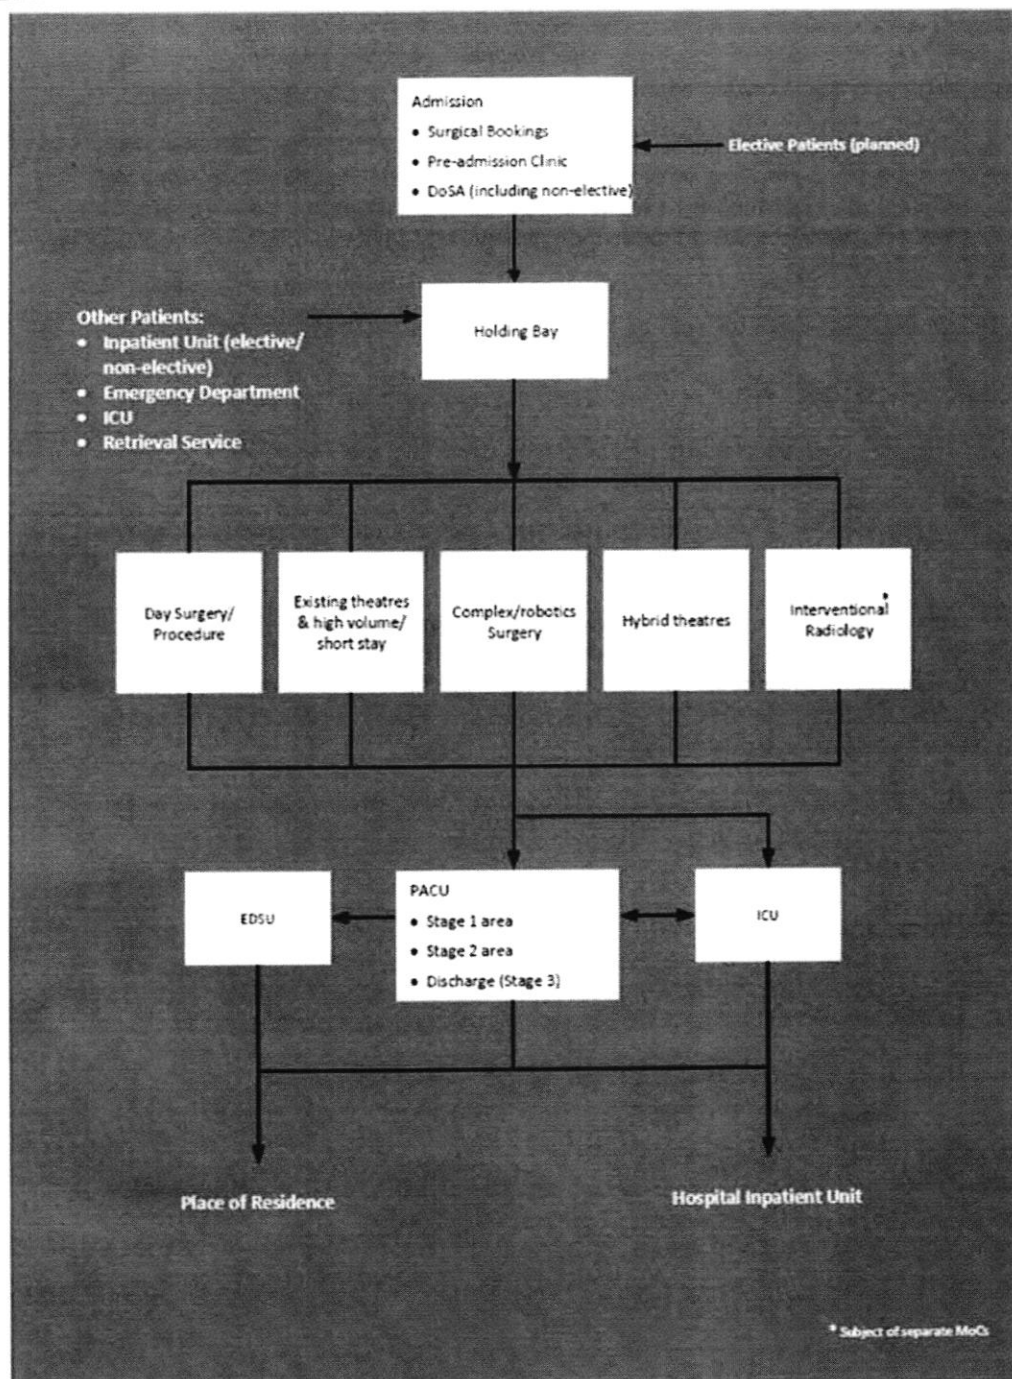 Admission
• Surgical Bookings
• Pre-admission Clinic
• DoSA (including non-elective)
Elective Patients (planned)
Other Patients:
• Inpatient Unit (elective/
non-elective)
• Emergency Department
• ICU
• Retrieval Service
Holding Bay
Day Surgery/
Procedure
Existing theatres
& high volume/
short stay
Complex/robotics
Surgery
Hybrid theatres
*
Interventional
Radiology
EDSU
PACU
• Stage 1 area
• Stage 2 area
• Discharge (Stage 3)
ICU
Place of Residence
Hospital Inpatient Unit
* Subject of separate MoCs